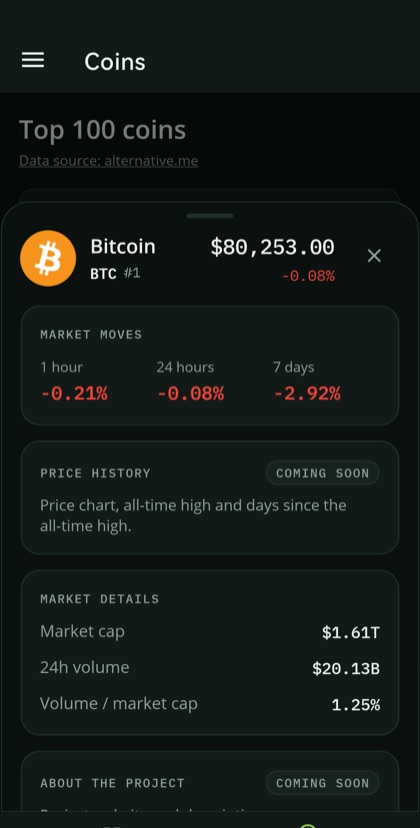 Coins
Top 100 coins
Data source: alternative.me
Bitcoin
$80,253.00
BTC #1
-0.08%
MARKET MOVES
1 hour
24 hours
7 days
-0.21%
-0.08%
-2.92%
PRICE HISTORY
COMING SOON
Price chart, all-time high and days since the
all-time high.
MARKET DETAILS
Market cap
$1.61T
24h volume
$20.13B
Volume / market cap
1.25%
ABOUT THE PROJECT
COMING SOON